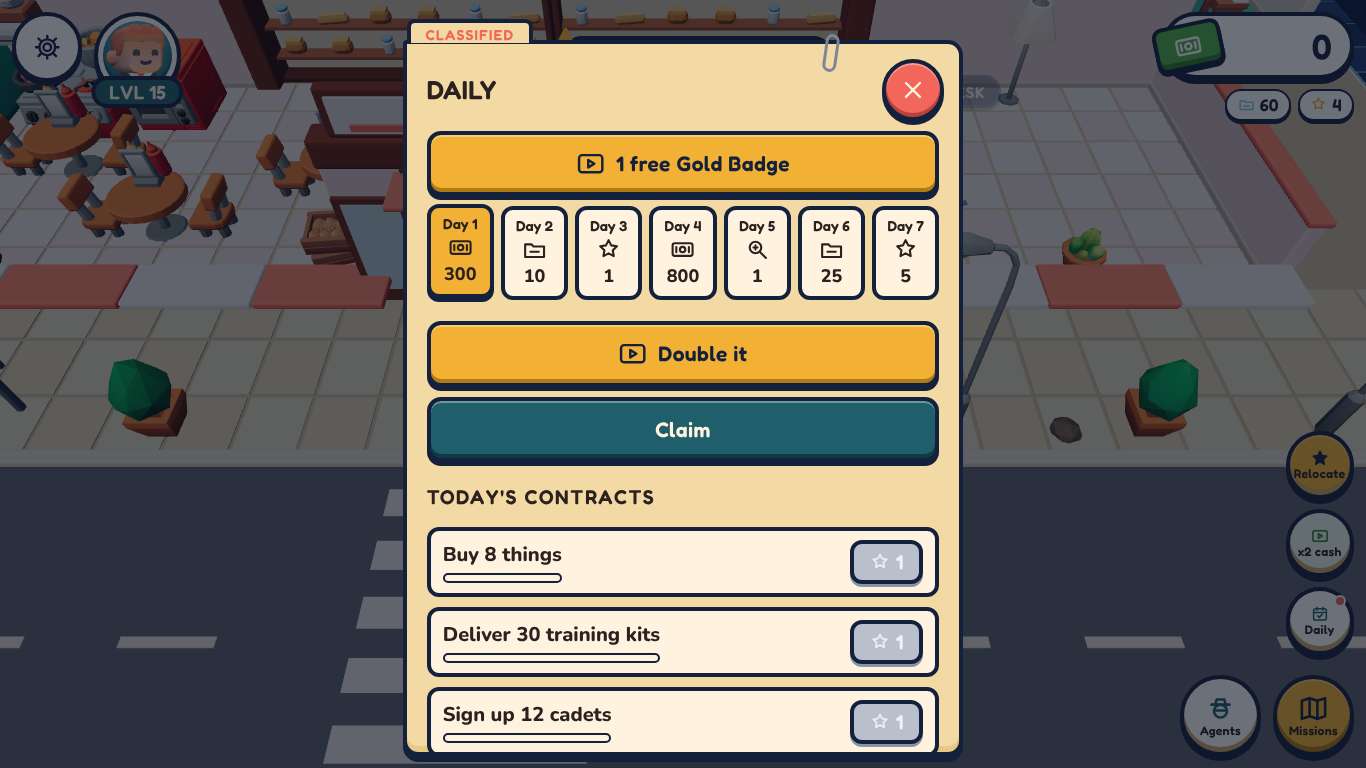 CLASSIFIED
LVL 15
0
60
4
DAILY
1 free Gold Badge
Day 1
300
Day 2
10
Day 3
1
Day 4
800
Day 5
1
Day 6
25
Day 7
5
Double it
Claim
TODAY'S CONTRACTS
Buy 8 things
1
Deliver 30 training kits
1
Sign up 12 cadets
1
Relocate
x2 cash
Daily
Agents
Missions